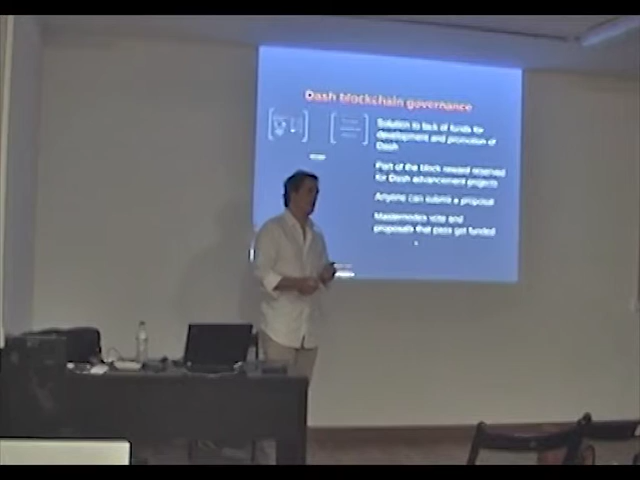 Dash blockchain governance
Solution to lack of funds for
development and promotion of
Dash
Part of the block reward reserved
for Dash advancement projects
Anyone can submit a proposal
Masternodes vote and
proposals that pass get funded